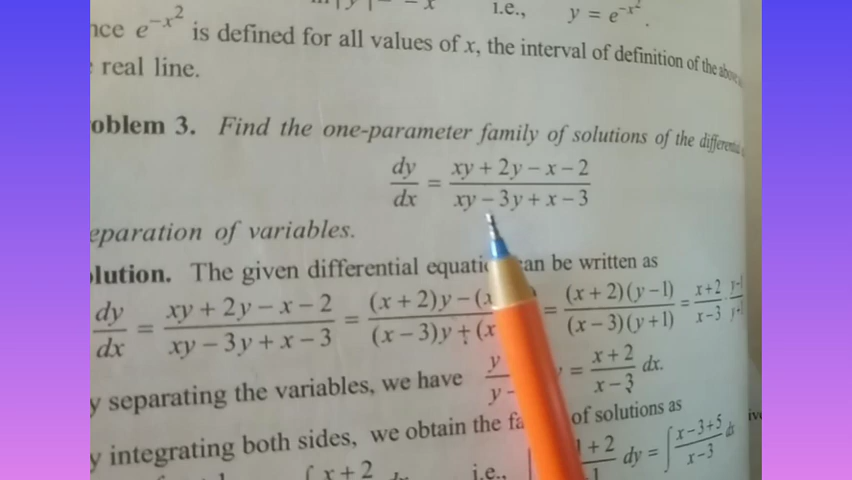 i.e., y = e^{-x^2}.
e^{-x^2} is defined for all values of x, the interval of definition of the
real line.
oblem 3. Find the one-parameter family of solutions of the
dy/dx = (xy + 2y − x − 2)/(xy − 3y + x − 3)
eparation of variables.
lution. The given differential can be written as
dy/dx = (xy + 2y − x − 2)/(xy − 3y + x − 3) = (x + 2)y − (x / (x − 3)y + (x = (x + 2)(y − 1)/(x − 3)(y + 1) = x+2/x−3 ·
y separating the variables, we have = (x + 2)/(x − 3) dx.
y integrating both sides, we obtain the of solutions as
x + 2 i.e., dy = ∫ (x − 3 + 5)/(x − 3) dx